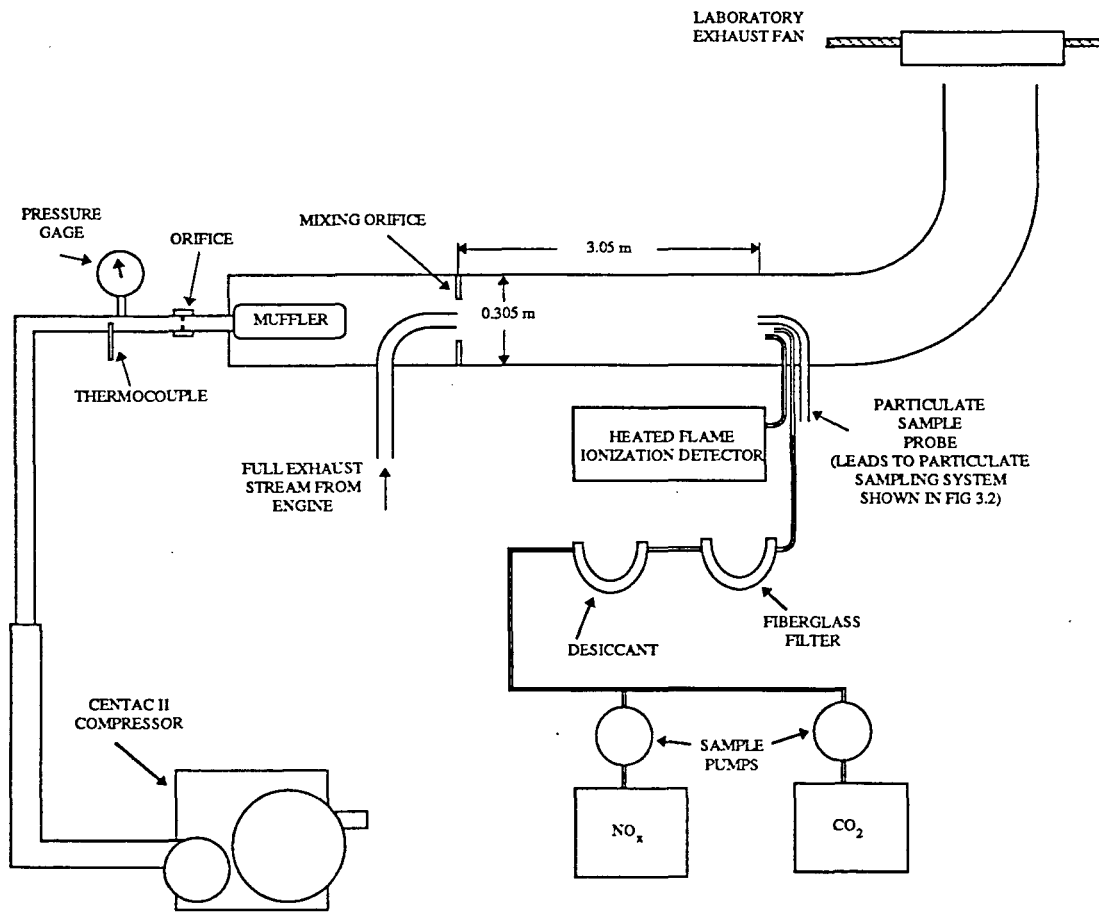 LABORATORY
EXHAUST FAN
PRESSURE
GAGE
ORIFICE
MIXING ORIFICE
3.05 m
0.305 m
MUFFLER
THERMOCOUPLE
FULL EXHAUST
STREAM FROM
ENGINE
HEATED FLAME
IONIZATION DETECTOR
PARTICULATE
SAMPLE
PROBE
(LEADS TO PARTICULATE
SAMPLING SYSTEM
SHOWN IN FIG 3.2)
DESICCANT
FIBERGLASS
FILTER
CENTAC II
COMPRESSOR
SAMPLE
PUMPS
NOx
CO2